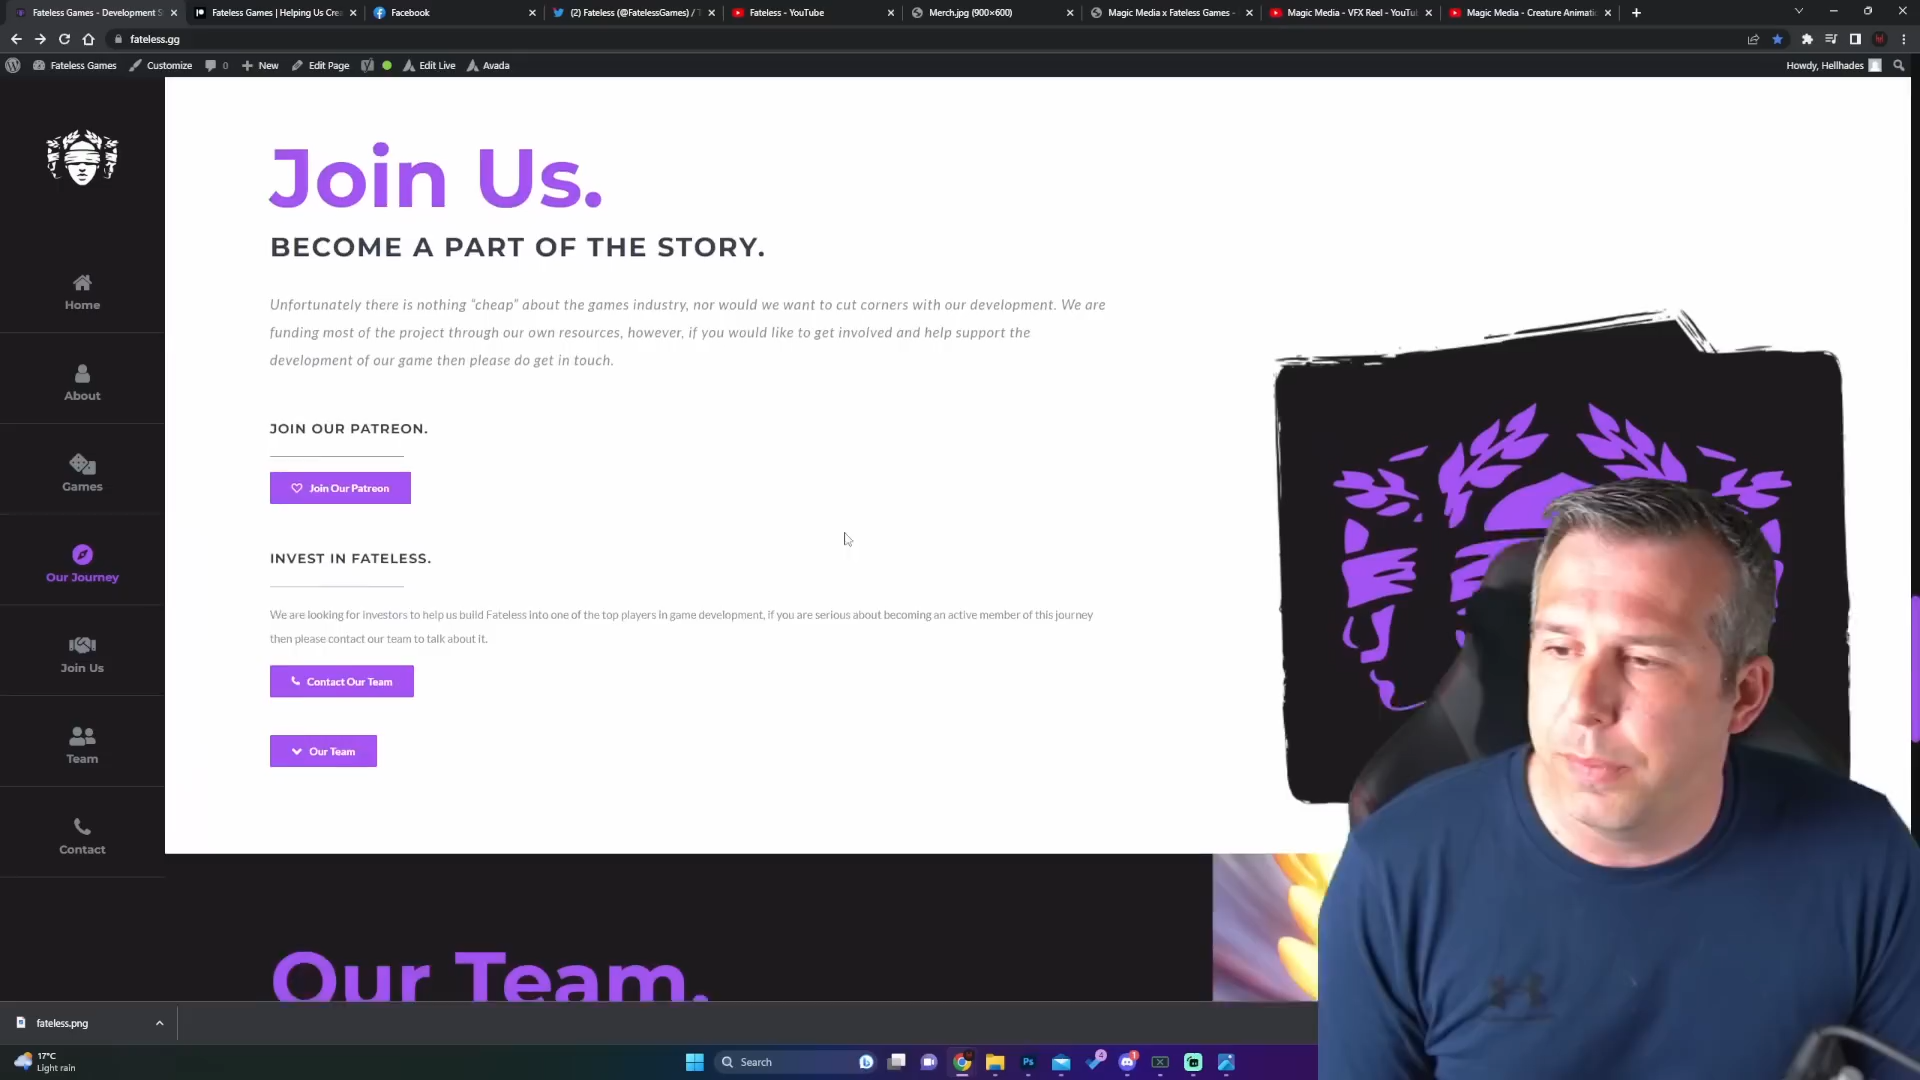 Fateless Games - Development S
Fateless Games | Helping Us Cre
Facebook
(2) Fateless (@FatelessGames) / T
Fateless - YouTube
Merch.jpg (900×600)
Magic Media x Fateless Games -
Magic Media - VFX Reel - YouTu
Magic Media - Creature Animati
fateless.gg
Fateless Games
Customize
0
New
Edit Page
Edit Live
Avada
Howdy, Hellhades
Home
About
Games
Our Journey
Join Us
Team
Contact
Join Us.
BECOME A PART OF THE STORY.
Unfortunately there is nothing “cheap” about the games industry, nor would we want to cut corners with our development. We are
funding most of the project through our own resources, however, if you would like to get involved and help support the
development of our game then please do get in touch.
JOIN OUR PATREON.
Join Our Patreon
INVEST IN FATELESS.
We are looking for investors to help us build Fateless into one of the top players in game development, if you are serious about becoming an active member of this journey
then please contact our team to talk about it.
Contact Our Team
Our Team
Our Team.
fateless.png
17°C
Light rain
Search
Ps
4
1